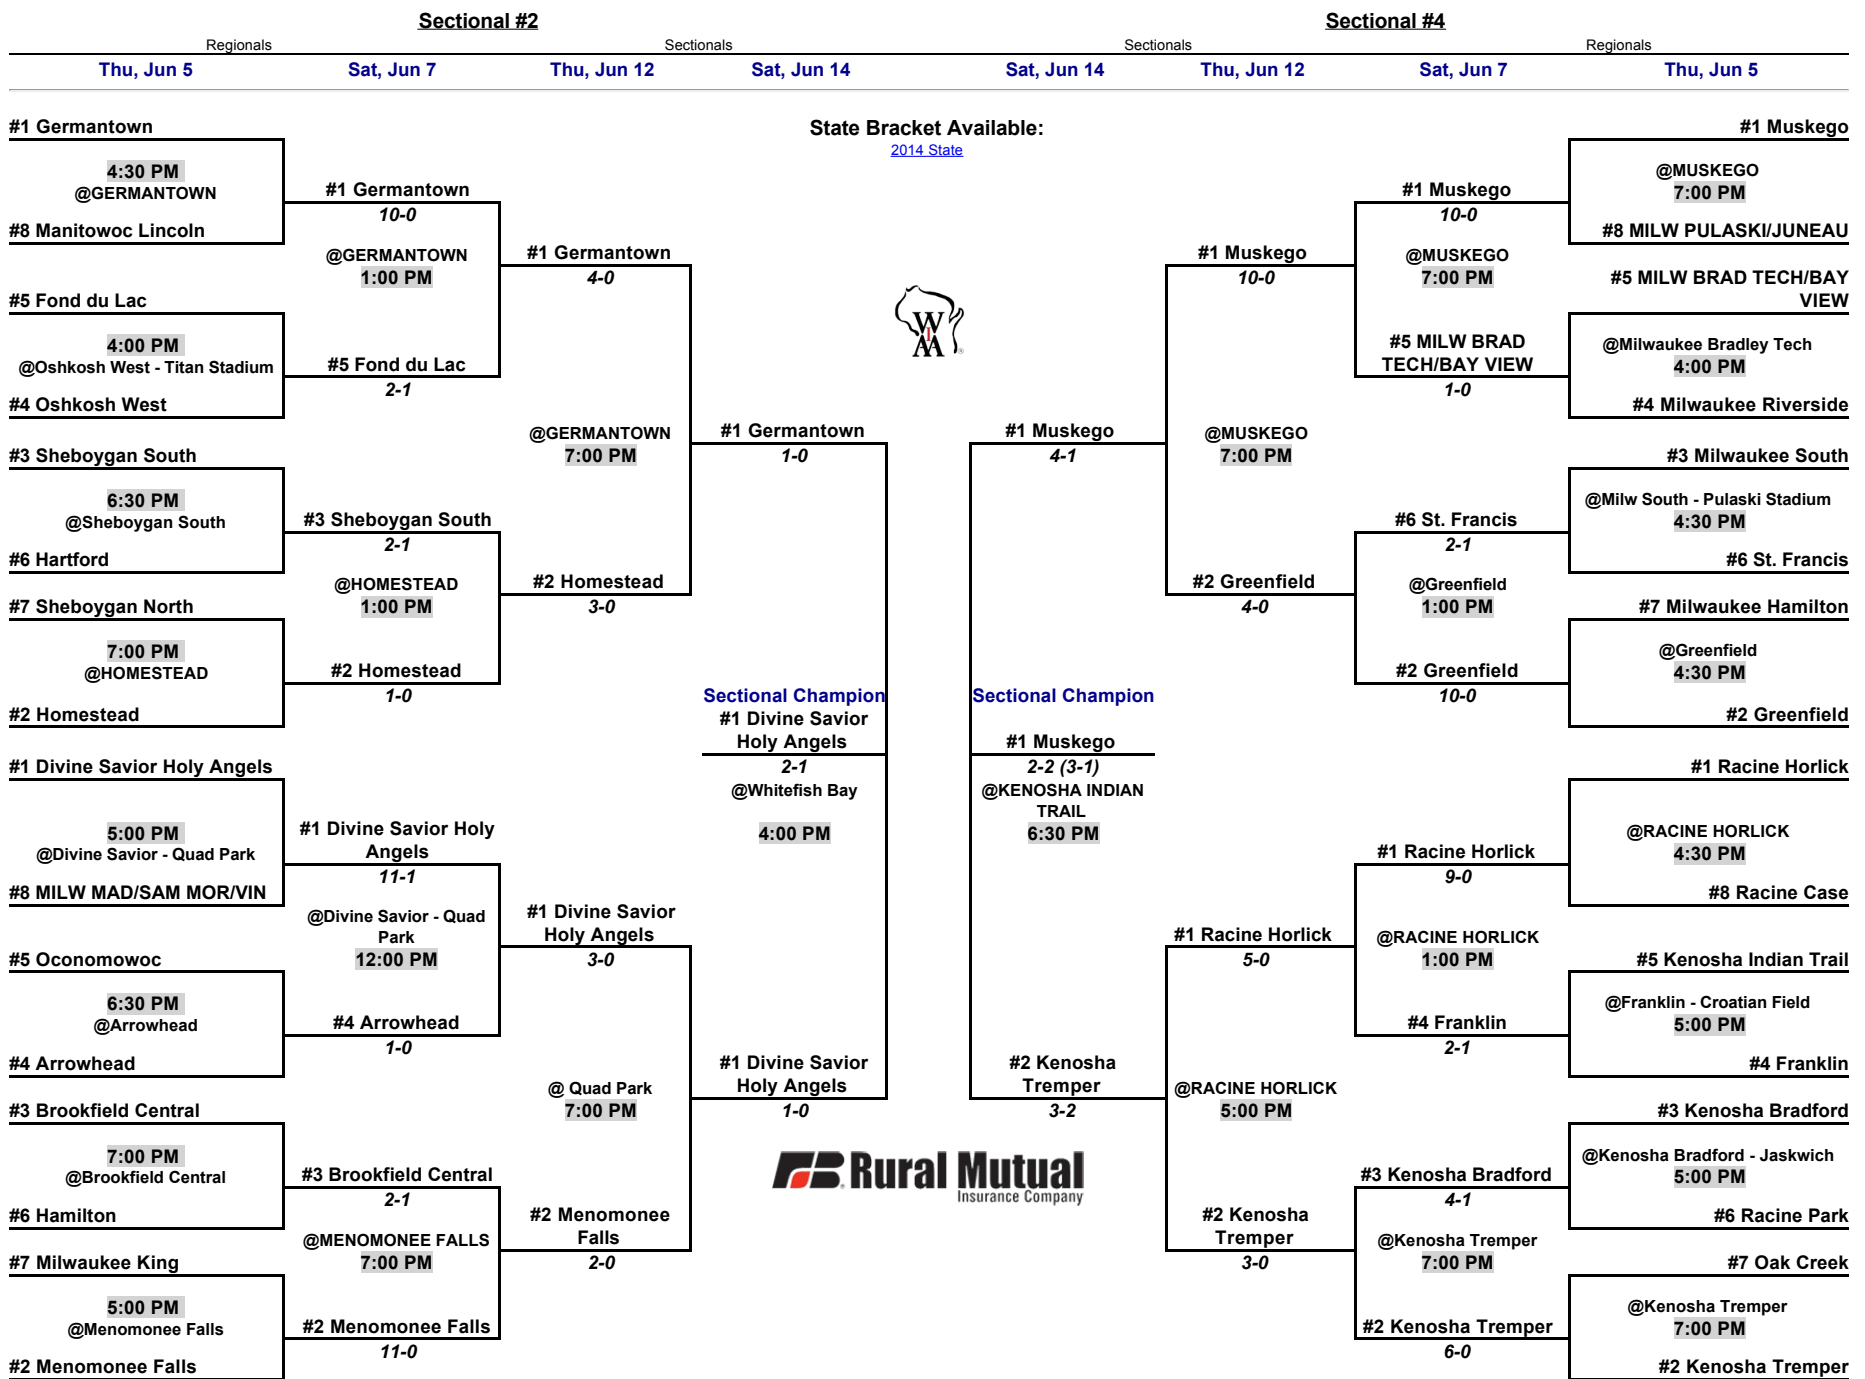 Sectional #2
Sectional #4
Regionals
Sectionals
Sectionals
Regionals
Thu, Jun 5
Sat, Jun 7
Thu, Jun 12
Sat, Jun 14
Sat, Jun 14
Thu, Jun 12
Sat, Jun 7
Thu, Jun 5
State Bracket Available:
2014 State
#1 Germantown
4:30 PM
@GERMANTOWN
#8 Manitowoc Lincoln
#5 Fond du Lac
4:00 PM
@Oshkosh West - Titan Stadium
#4 Oshkosh West
#3 Sheboygan South
6:30 PM
@Sheboygan South
#6 Hartford
#7 Sheboygan North
7:00 PM
@HOMESTEAD
#2 Homestead
#1 Divine Savior Holy Angels
5:00 PM
@Divine Savior - Quad Park
#8 MILW MAD/SAM MOR/VIN
#5 Oconomowoc
6:30 PM
@Arrowhead
#4 Arrowhead
#3 Brookfield Central
7:00 PM
@Brookfield Central
#6 Hamilton
#7 Milwaukee King
5:00 PM
@Menomonee Falls
#2 Menomonee Falls
#1 Germantown
10-0
@GERMANTOWN
1:00 PM
#5 Fond du Lac
2-1
#3 Sheboygan South
2-1
@HOMESTEAD
1:00 PM
#2 Homestead
1-0
#1 Divine Savior Holy
Angels
11-1
@Divine Savior - Quad
Park
12:00 PM
#4 Arrowhead
1-0
#3 Brookfield Central
2-1
@MENOMONEE FALLS
7:00 PM
#2 Menomonee Falls
11-0
#1 Germantown
4-0
@GERMANTOWN
7:00 PM
#2 Homestead
3-0
#1 Divine Savior
Holy Angels
3-0
@ Quad Park
7:00 PM
#2 Menomonee
Falls
2-0
#1 Germantown
1-0
Sectional Champion
#1 Divine Savior
Holy Angels
2-1
@Whitefish Bay
4:00 PM
#1 Divine Savior
Holy Angels
1-0
WIAA
Rural Mutual
Insurance Company
#1 Muskego
4-1
Sectional Champion
#1 Muskego
2-2 (3-1)
@KENOSHA INDIAN
TRAIL
6:30 PM
#2 Kenosha
Tremper
3-2
#1 Muskego
10-0
@MUSKEGO
7:00 PM
#2 Greenfield
4-0
#1 Racine Horlick
5-0
@RACINE HORLICK
5:00 PM
#2 Kenosha
Tremper
3-0
#1 Muskego
10-0
@MUSKEGO
7:00 PM
#5 MILW BRAD
TECH/BAY VIEW
1-0
#6 St. Francis
2-1
@Greenfield
1:00 PM
#2 Greenfield
10-0
#1 Racine Horlick
9-0
@RACINE HORLICK
1:00 PM
#4 Franklin
2-1
#3 Kenosha Bradford
4-1
@Kenosha Tremper
7:00 PM
#2 Kenosha Tremper
6-0
#1 Muskego
@MUSKEGO
7:00 PM
#8 MILW PULASKI/JUNEAU
#5 MILW BRAD TECH/BAY
VIEW
@Milwaukee Bradley Tech
4:00 PM
#4 Milwaukee Riverside
#3 Milwaukee South
@Milw South - Pulaski Stadium
4:30 PM
#6 St. Francis
#7 Milwaukee Hamilton
@Greenfield
4:30 PM
#2 Greenfield
#1 Racine Horlick
@RACINE HORLICK
4:30 PM
#8 Racine Case
#5 Kenosha Indian Trail
@Franklin - Croatian Field
5:00 PM
#4 Franklin
#3 Kenosha Bradford
@Kenosha Bradford - Jaskwich
5:00 PM
#6 Racine Park
#7 Oak Creek
@Kenosha Tremper
7:00 PM
#2 Kenosha Tremper